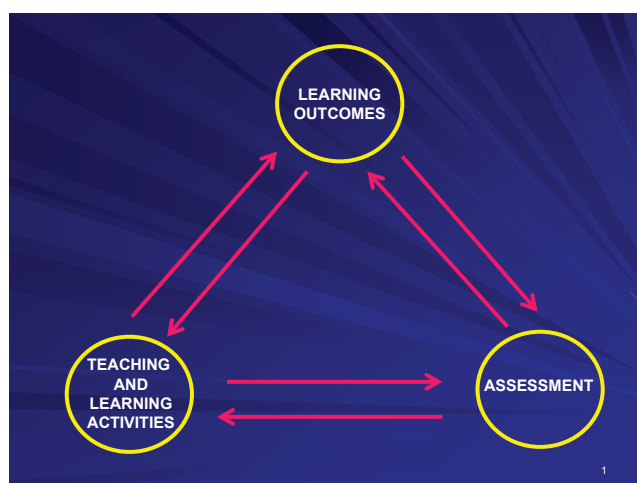 LEARNING
OUTCOMES
TEACHING
AND
LEARNING
ACTIVITIES
ASSESSMENT
1